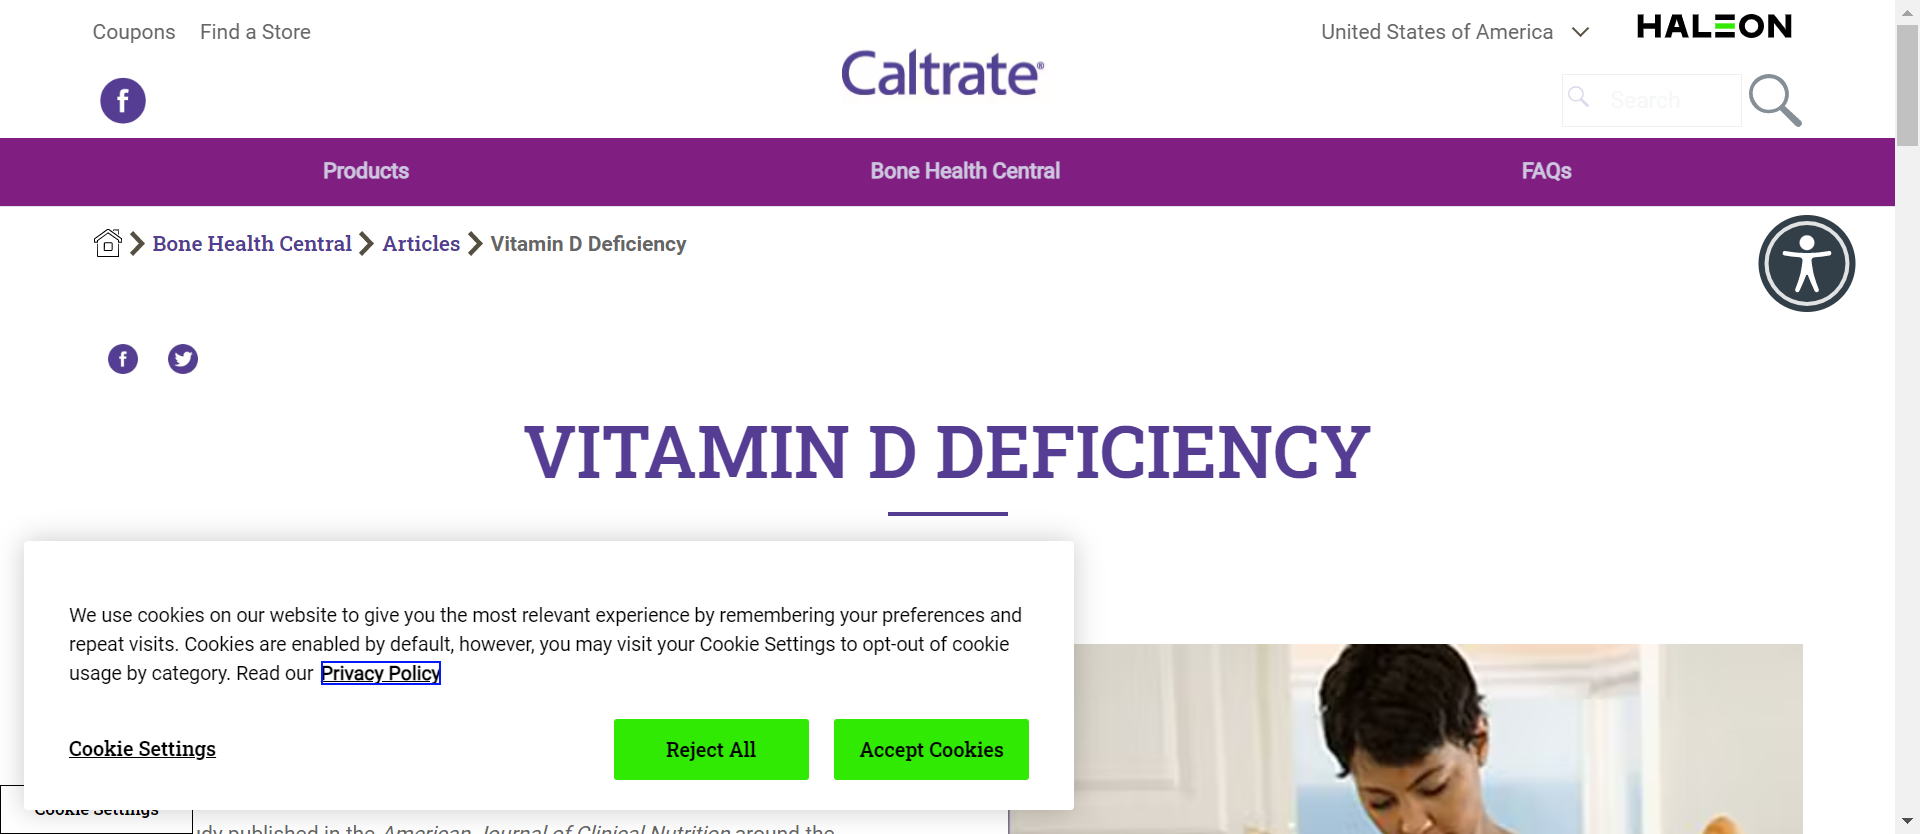 Coupons Find a Store
United States of America
HALEON
Caltrate®
Search
Products Bone Health Central FAQs
Bone Health Central Articles Vitamin D Deficiency
VITAMIN D DEFICIENCY
We use cookies on our website to give you the most relevant experience by remembering your preferences and
repeat visits. Cookies are enabled by default, however, you may visit your Cookie Settings to opt-out of cookie
usage by category. Read our Privacy Policy
Cookie Settings Reject All Accept Cookies
Cookie Settings
published in the American Journal of Clinical Nutrition around the